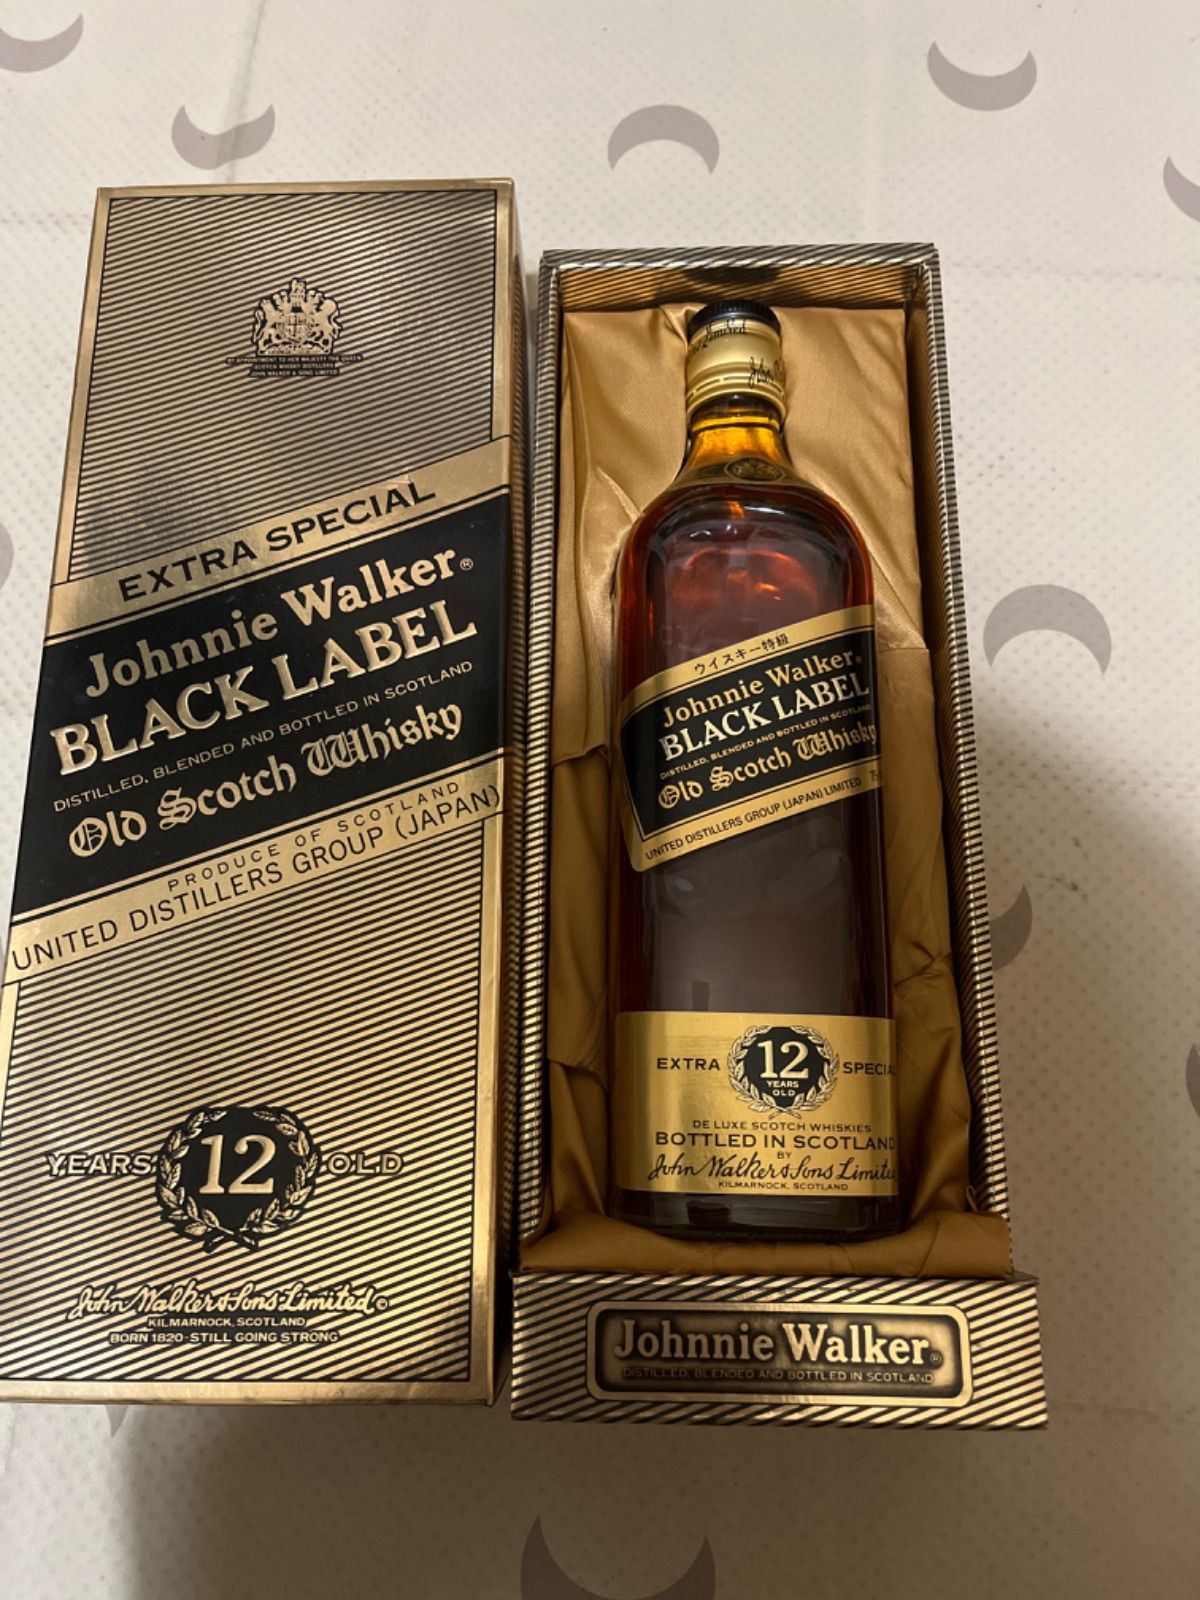 BY APPOINTMENT TO HER MAJESTY THE QUEEN
SCOTCH WHISKY DISTILLERS
JOHN WALKER & SONS LIMITED
EXTRA SPECIAL
Johnnie Walker®
BLACK LABEL
DISTILLED, BLENDED AND BOTTLED IN SCOTLAND
Old Scotch Whisky
PRODUCE OF SCOTLAND
UNITED DISTILLERS GROUP (JAPAN)
YEARS 12 OLD
John Walker & Sons Limited©
KILMARNOCK, SCOTLAND
BORN 1820-STILL GOING STRONG
Limited
ウイスキー特級
Johnnie Walker®
BLACK LABEL
DISTILLED, BLENDED AND BOTTLED IN SCOTLAND
Old Scotch Whisky
UNITED DISTILLERS GROUP (JAPAN) LIMITED
EXTRA 12 SPECIAL
YEARS
OLD
DE LUXE SCOTCH WHISKIES
BOTTLED IN SCOTLAND
BY
John Walker & Sons Limited
KILMARNOCK, SCOTLAND
Johnnie Walker®
DISTILLED, BLENDED AND BOTTLED IN SCOTLAND